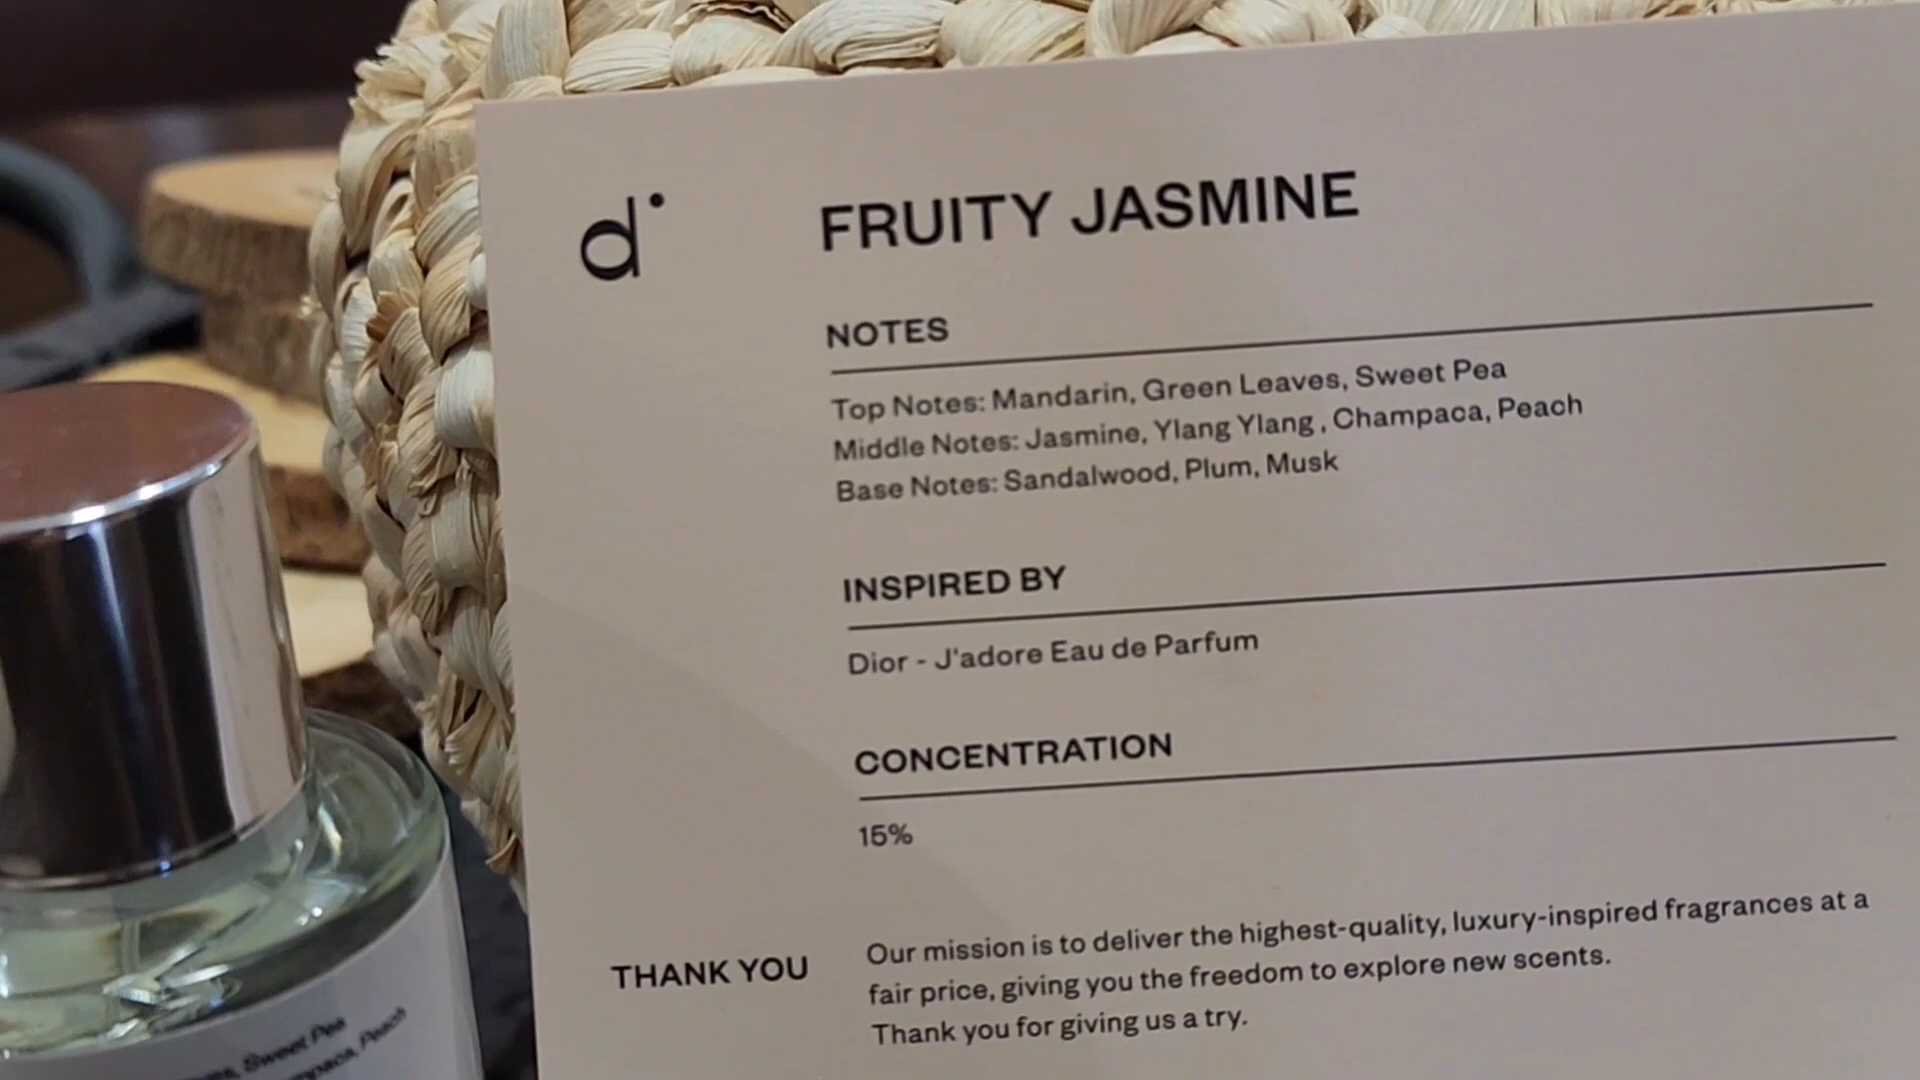 d•
FRUITY JASMINE
NOTES
Top Notes: Mandarin, Green Leaves, Sweet Pea
Middle Notes: Jasmine, Ylang Ylang , Champaca, Peach
Base Notes: Sandalwood, Plum, Musk
INSPIRED BY
Dior - J'adore Eau de Parfum
CONCENTRATION
15%
THANK YOU
Our mission is to deliver the highest-quality, luxury-inspired fragrances at a
fair price, giving you the freedom to explore new scents.
Thank you for giving us a try.
Sweet Pea
Peach